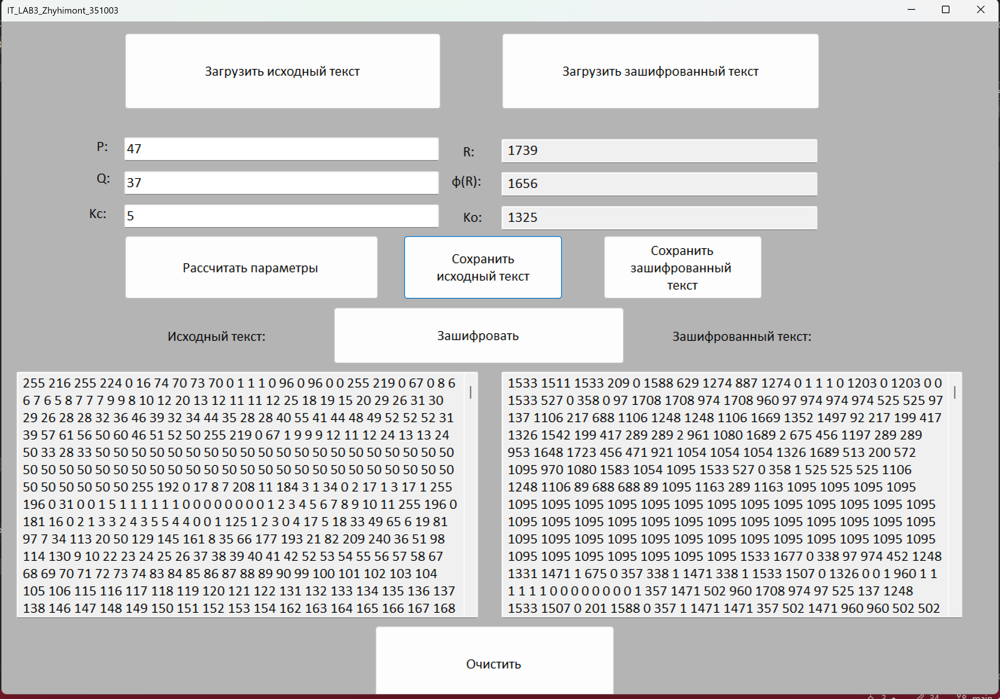 IT_LAB3_Zhyhimont_351003
Загрузить исходный текст
Загрузить зашифрованный текст
P:
47
R:
1739
Q:
37
ф(R):
1656
Kc:
5
Ko:
1325
Рассчитать параметры
Сохранить
исходный текст
Сохранить
зашифрованный
текст
Исходный текст:
Зашифровать
Зашифрованный текст:
255 216 255 224 0 16 74 70 73 70 0 1 1 1 0 96 0 96 0 0 255 219 0 67 0 8 6
6 7 6 5 8 7 7 7 9 9 8 10 12 20 13 12 11 11 12 25 18 19 15 20 29 26 31 30
29 26 28 28 32 36 46 39 32 34 44 35 28 28 40 55 41 44 48 49 52 52 52 31
39 57 61 56 50 60 46 51 52 50 255 219 0 67 1 9 9 9 12 11 12 24 13 13 24
50 33 28 33 50 50 50 50 50 50 50 50 50 50 50 50 50 50 50 50 50 50 50 50
50 50 50 50 50 50 50 50 50 50 50 50 50 50 50 50 50 50 50 50 50 50 50 50
50 50 50 50 50 50 255 192 0 17 8 7 208 11 184 3 1 34 0 2 17 1 3 17 1 255
196 0 31 0 0 1 5 1 1 1 1 1 1 0 0 0 0 0 0 0 0 1 2 3 4 5 6 7 8 9 10 11 255 196 0
181 16 0 2 1 3 3 2 4 3 5 5 4 4 0 0 1 125 1 2 3 0 4 17 5 18 33 49 65 6 19 81
97 7 34 113 20 50 129 145 161 8 35 66 177 193 21 82 209 240 36 51 98
114 130 9 10 22 23 24 25 26 37 38 39 40 41 42 52 53 54 55 56 57 58 67
68 69 70 71 72 73 74 83 84 85 86 87 88 89 90 99 100 101 102 103 104
105 106 115 116 117 118 119 120 121 122 131 132 133 134 135 136 137
138 146 147 148 149 150 151 152 153 154 162 163 164 165 166 167 168
1533 1511 1533 209 0 1588 629 1274 887 1274 0 1 1 1 0 1203 0 1203 0 0
1533 527 0 358 0 97 1708 1708 974 1708 960 97 974 974 974 525 525 97
137 1106 217 688 1106 1248 1248 1106 1669 1352 1497 92 217 199 417
1326 1542 199 417 289 289 2 961 1080 1689 2 675 456 1197 289 289
953 1648 1723 456 471 921 1054 1054 1054 1326 1689 513 200 572
1095 970 1080 1583 1054 1095 1533 527 0 358 1 525 525 525 1106
1248 1106 89 688 688 89 1095 1163 289 1163 1095 1095 1095 1095
1095 1095 1095 1095 1095 1095 1095 1095 1095 1095 1095 1095 1095
1095 1095 1095 1095 1095 1095 1095 1095 1095 1095 1095 1095 1095
1095 1095 1095 1095 1095 1095 1095 1095 1095 1095 1095 1095 1095
1095 1095 1095 1095 1095 1095 1095 1533 1677 0 338 97 974 452 1248
1331 1471 1 675 0 357 338 1 1471 338 1 1533 1507 0 1326 0 0 1 960 1 1
1 1 1 1 0 0 0 0 0 0 0 0 1 357 1471 502 960 1708 974 97 525 137 1248
1533 1507 0 201 1588 0 357 1 1471 1471 357 502 1471 960 960 502 502
Очистить